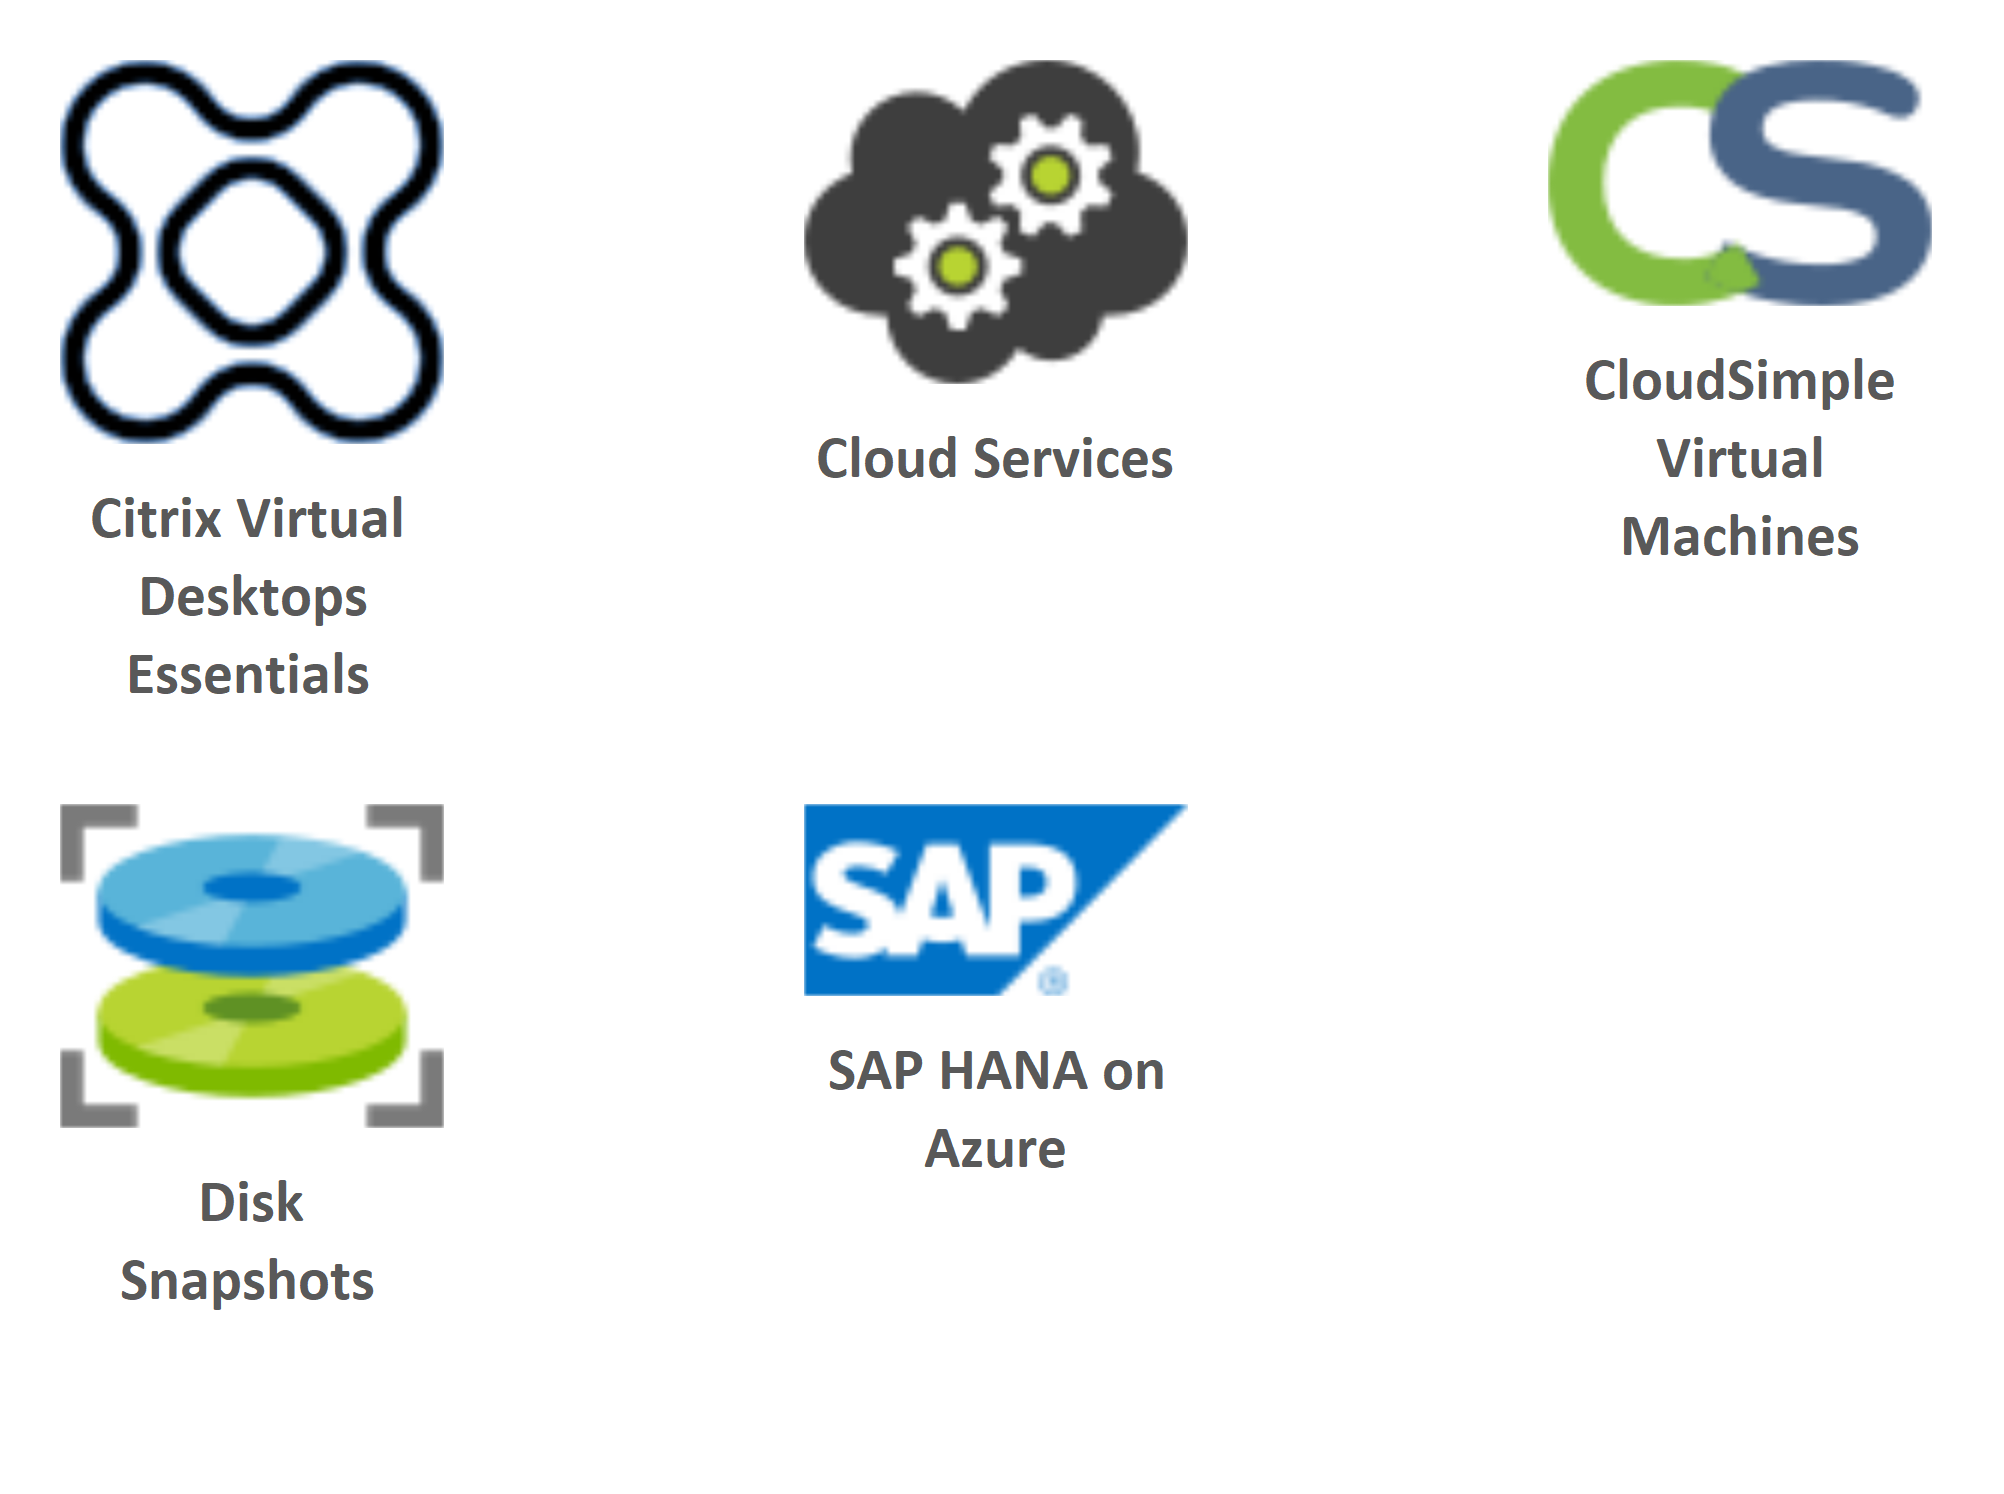 CS
Citrix Virtual
Desktops
Essentials
Cloud Services
CloudSimple
Virtual
Machines
SAP
®
Disk
Snapshots
SAP HANA on
Azure